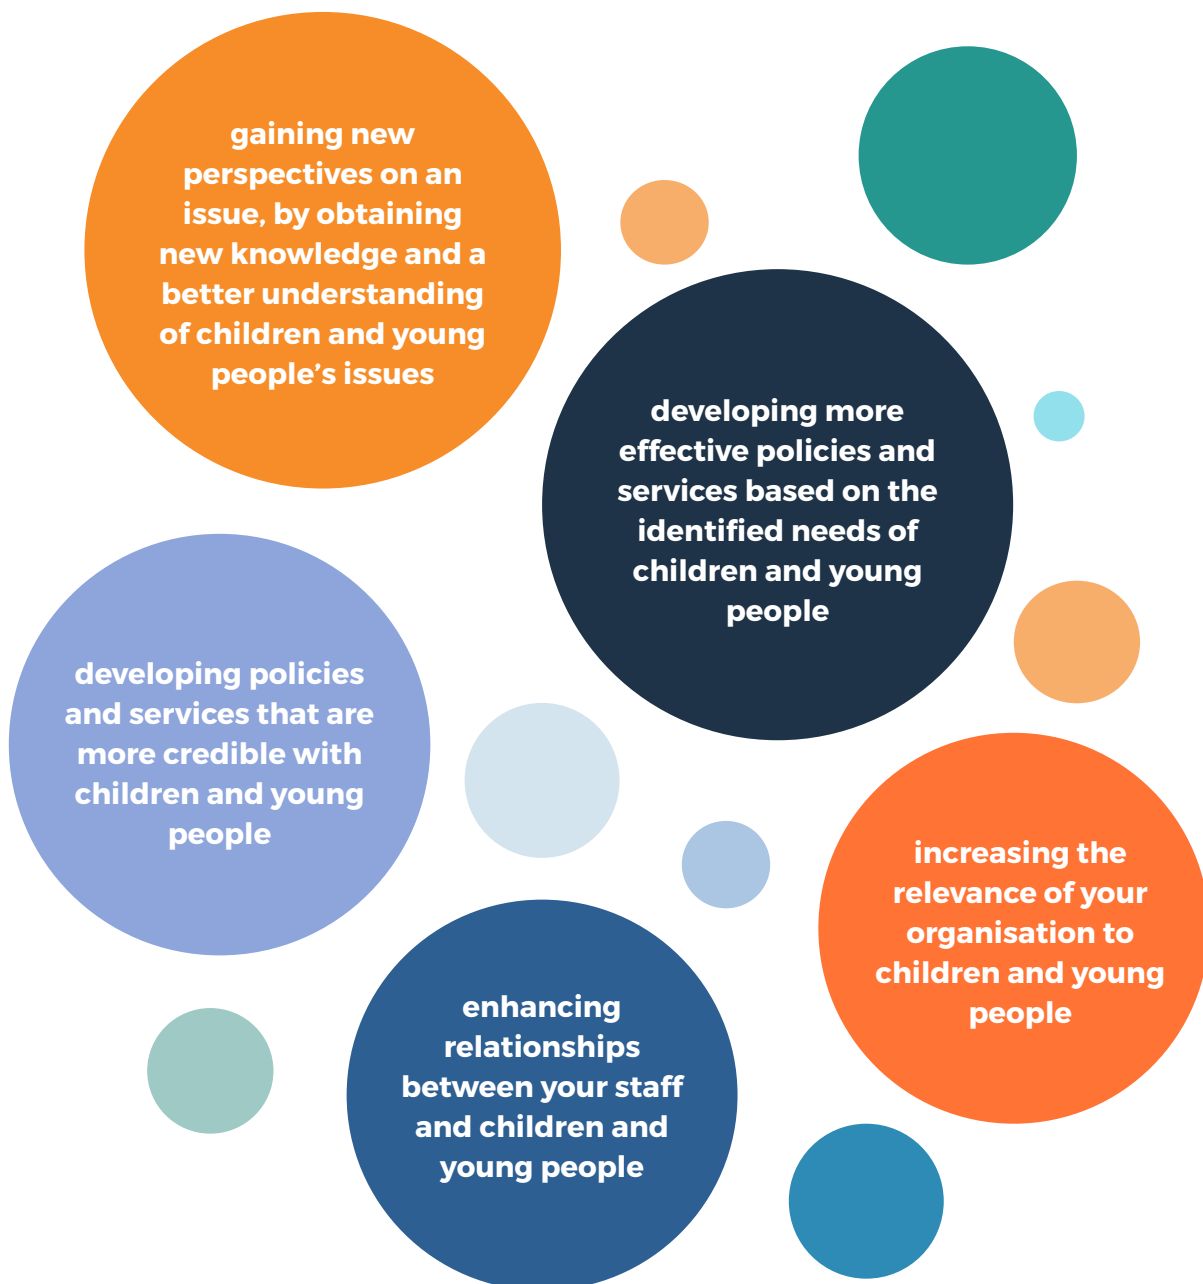 gaining new
perspectives on an
issue, by obtaining
new knowledge and a
better understanding
of children and young
people’s issues
developing more
effective policies and
services based on the
identified needs of
children and young
people
developing policies
and services that are
more credible with
children and young
people
increasing the
relevance of your
organisation to
children and young
people
enhancing
relationships
between your staff
and children and
young people